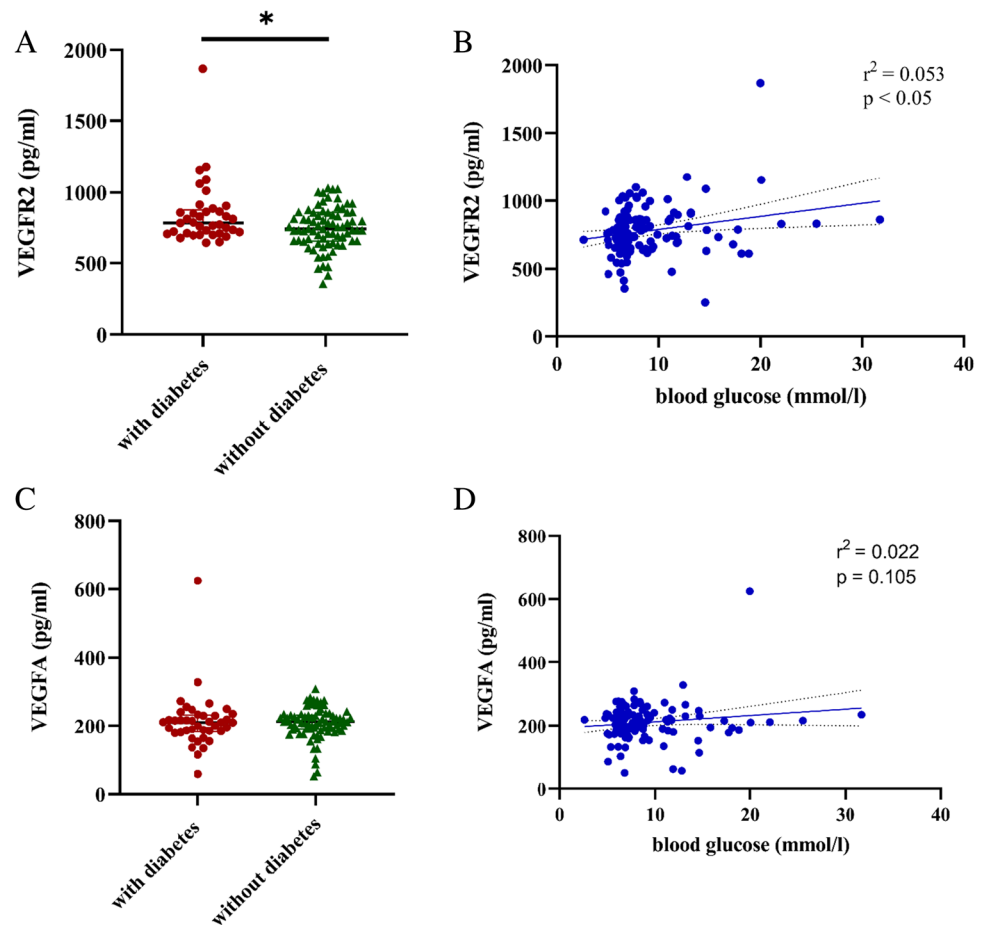 A
*
2000
1500
1000
500
0
VEGFR2 (pg/ml)
with diabetes
without diabetes
B
2000
1500
1000
500
0
VEGFR2 (pg/ml)
r2 = 0.053
p < 0.05
0 10 20 30 40
blood glucose (mmol/l)
C
800
600
400
200
0
VEGFA (pg/ml)
with diabetes
without diabetes
D
800
600
400
200
0
VEGFA (pg/ml)
r2 = 0.022
p = 0.105
0 10 20 30 40
blood glucose (mmol/l)